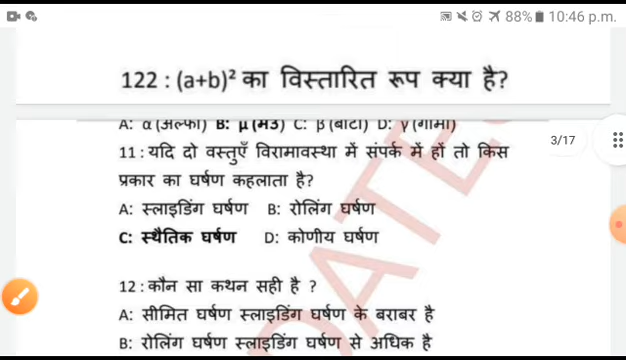 88% 10:46 p.m.
122 : (a+b)² का विस्तारित रूप क्या है?
A: α (अल्फा) B: μ (मउ) C: β (बीटा) D: γ (गामा)
11 : यदि दो वस्तुएँ विरामावस्था में संपर्क में हों तो किस
3/17
प्रकार का घर्षण कहलाता है?
A: स्लाइडिंग घर्षण B: रोलिंग घर्षण
C: स्थैतिक घर्षण D: कोणीय घर्षण
12 : कौन सा कथन सही है ?
A: सीमित घर्षण स्लाइडिंग घर्षण के बराबर है
B: रोलिंग घर्षण स्लाइडिंग घर्षण से अधिक है
DATE